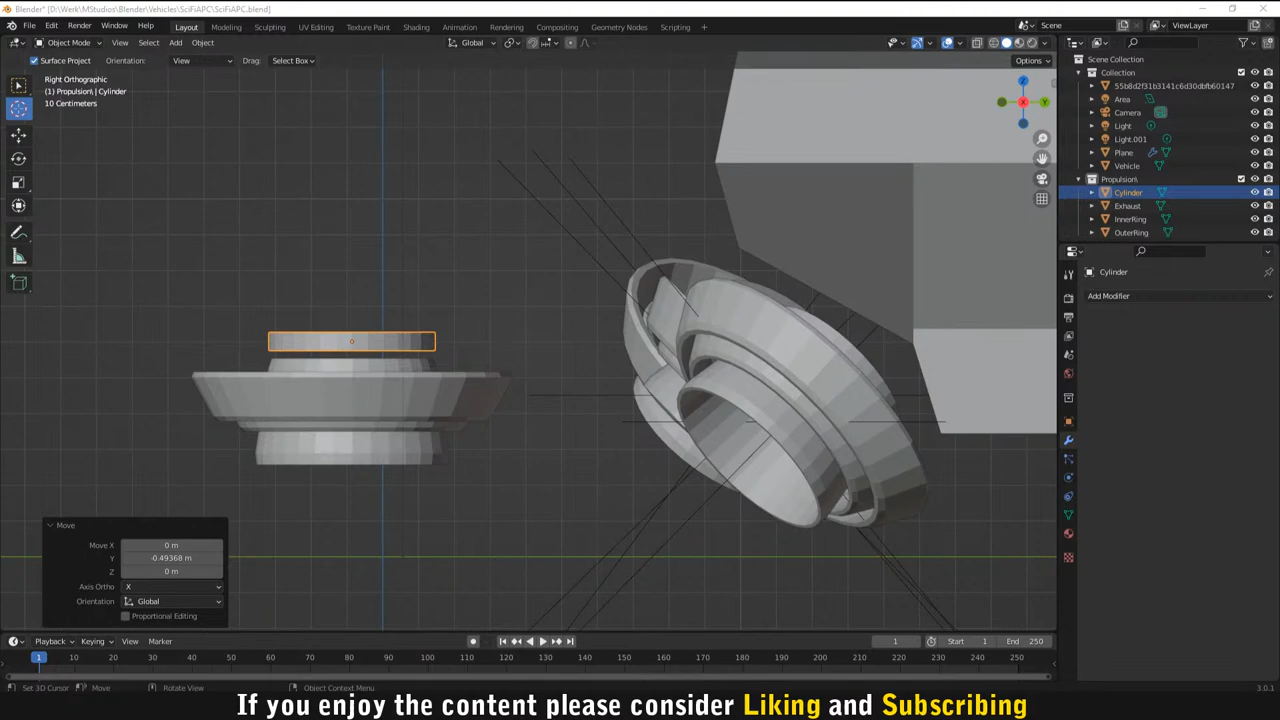 Blender* [D:\Werk\MStudios\Blender\Vehicles\SciFiAPC\SciFiAPC.blend]
File Edit Render Window Help Layout Modeling Sculpting UV Editing Texture Paint Shading Animation Rendering Compositing Geometry Nodes Scripting + Scene ViewLayer
Object Mode View Select Add Object Global
Surface Project Orientation: View Drag: Select Box Options
Right Orthographic
(1) Propulsion\ | Cylinder
10 Centimeters
Z
X
Y
Scene Collection
Collection
55b8d2f31b3141c6d30dbfb60147
Area
Camera
Light
Light.001
Plane
Vehicle
Propulsion\
Cylinder
Exhaust
InnerRing
OuterRing
Cylinder
Add Modifier
Move
Move X 0 m
Y -0.49368 m
Z 0 m
Axis Ortho X
Orientation Global
Proportional Editing
Playback Keying View Marker 1 Start 1 End 250
1 10 20 30 40 50 60 70 80 90 100 110 120 130 140 150 160 170 180 190 200 210 220 230 240 250
Set 3D Cursor Move Rotate View Object Context Menu 3.0.1
If you enjoy the content please consider Liking and Subscribing